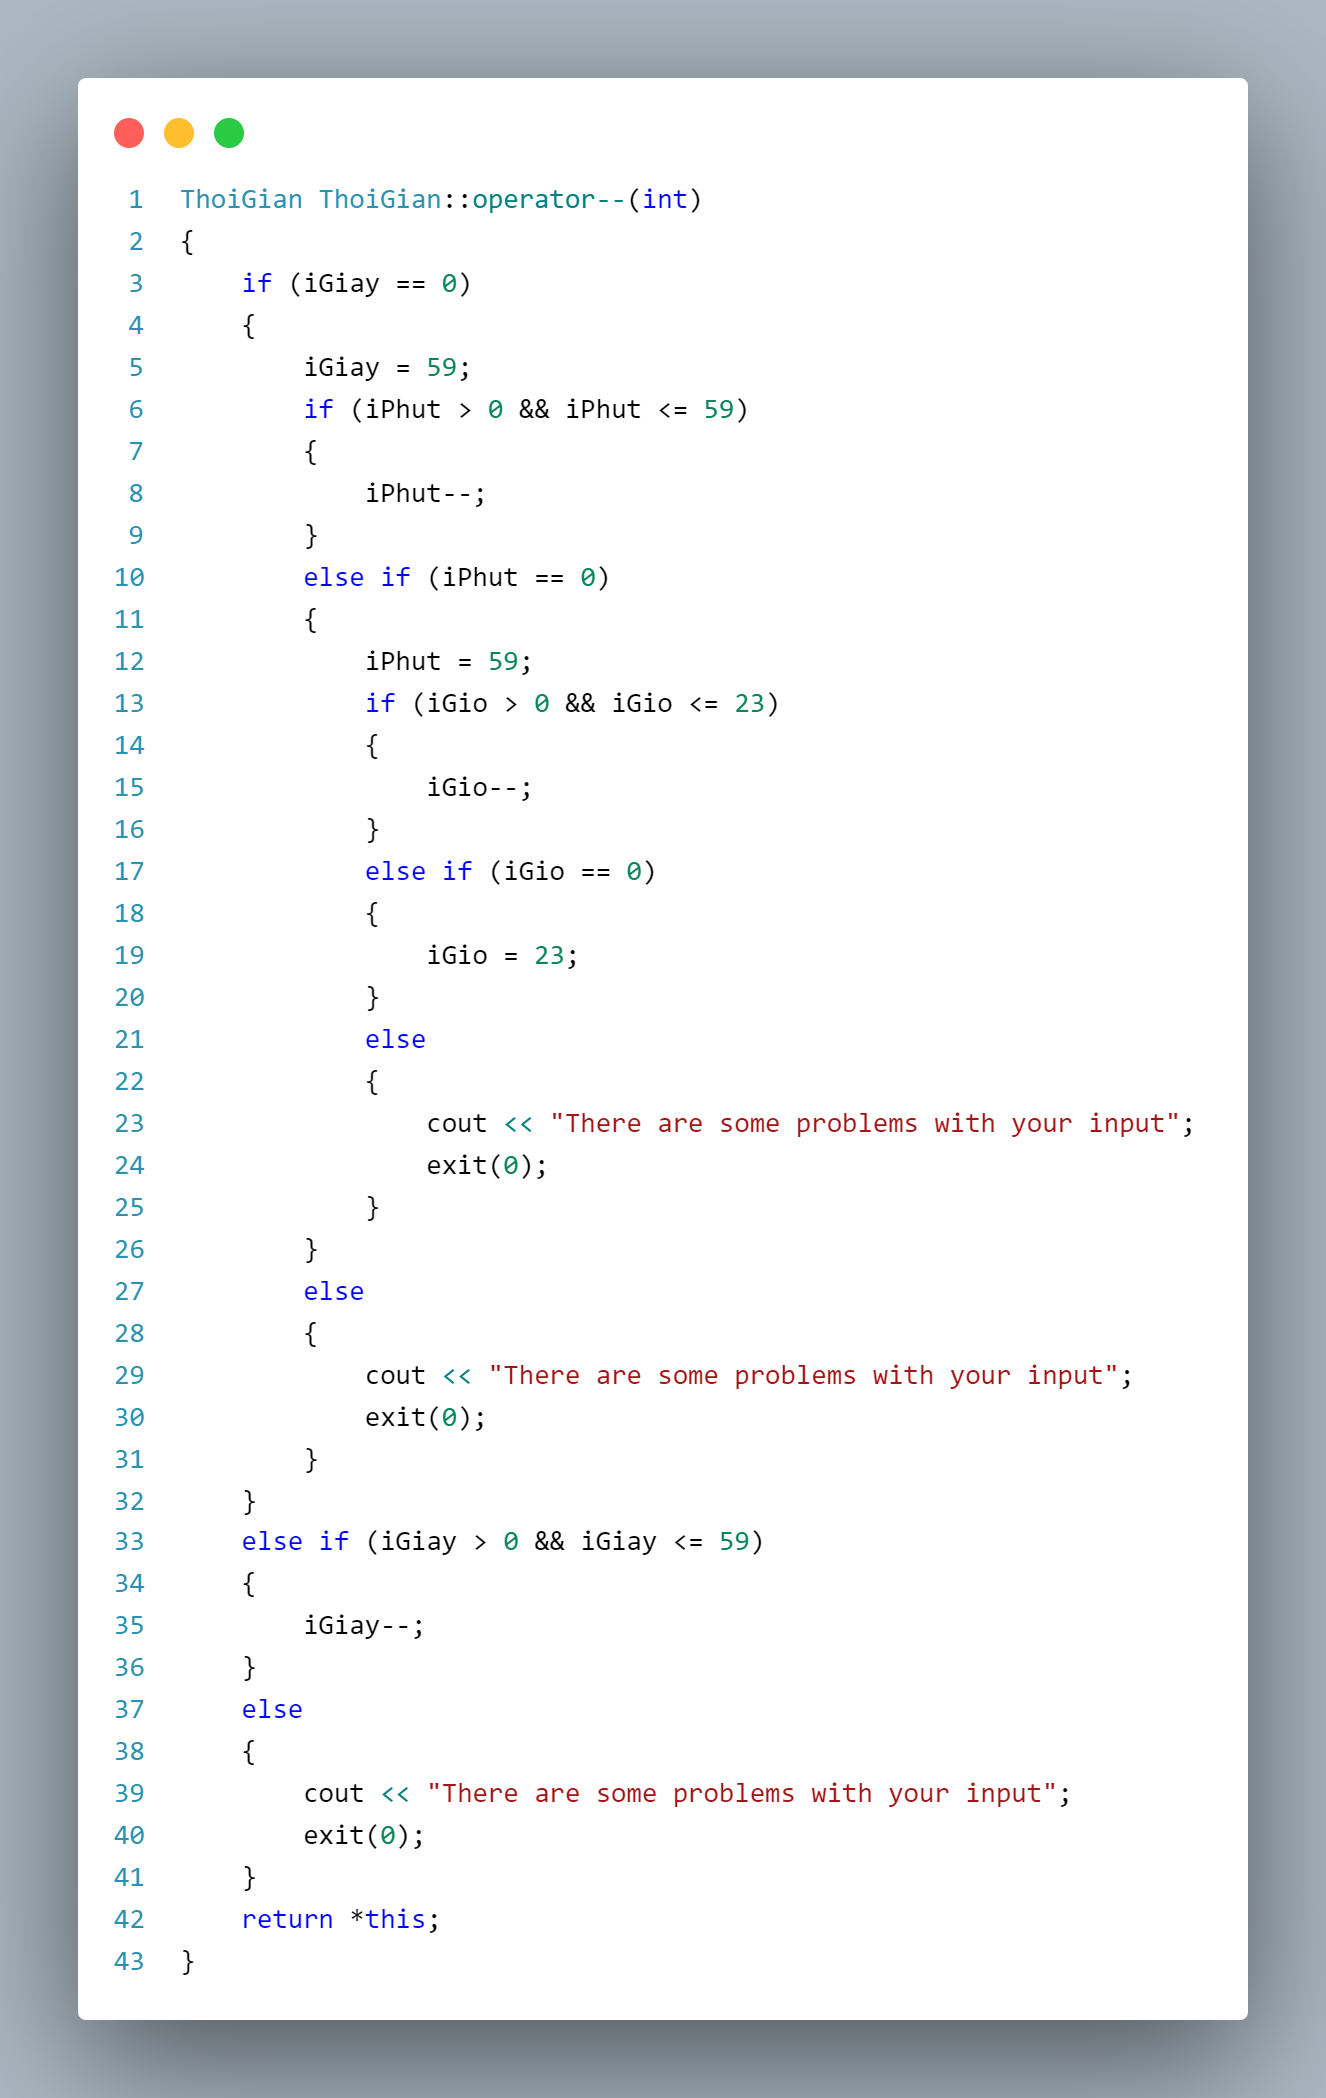 1 ThoiGian ThoiGian::operator--(int)
2 {
3     if (iGiay == 0)
4     {
5         iGiay = 59;
6         if (iPhut > 0 && iPhut <= 59)
7         {
8             iPhut--;
9         }
10         else if (iPhut == 0)
11         {
12             iPhut = 59;
13             if (iGio > 0 && iGio <= 23)
14             {
15                 iGio--;
16             }
17             else if (iGio == 0)
18             {
19                 iGio = 23;
20             }
21             else
22             {
23                 cout << "There are some problems with your input";
24                 exit(0);
25             }
26         }
27         else
28         {
29             cout << "There are some problems with your input";
30             exit(0);
31         }
32     }
33     else if (iGiay > 0 && iGiay <= 59)
34     {
35         iGiay--;
36     }
37     else
38     {
39         cout << "There are some problems with your input";
40         exit(0);
41     }
42     return *this;
43 }